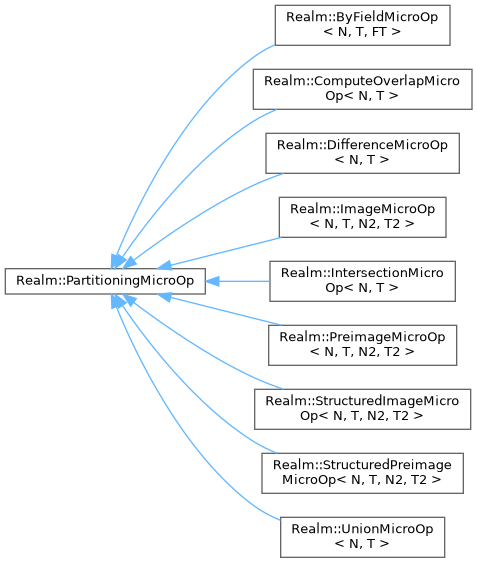 Realm::ByFieldMicroOp
< N, T, FT >
Realm::ComputeOverlapMicro
Op< N, T >
Realm::DifferenceMicroOp
< N, T >
Realm::ImageMicroOp
< N, T, N2, T2 >
Realm::PartitioningMicroOp
Realm::IntersectionMicro
Op< N, T >
Realm::PreimageMicroOp
< N, T, N2, T2 >
Realm::StructuredImageMicro
Op< N, T, N2, T2 >
Realm::StructuredPreimage
MicroOp< N, T, N2, T2 >
Realm::UnionMicroOp
< N, T >